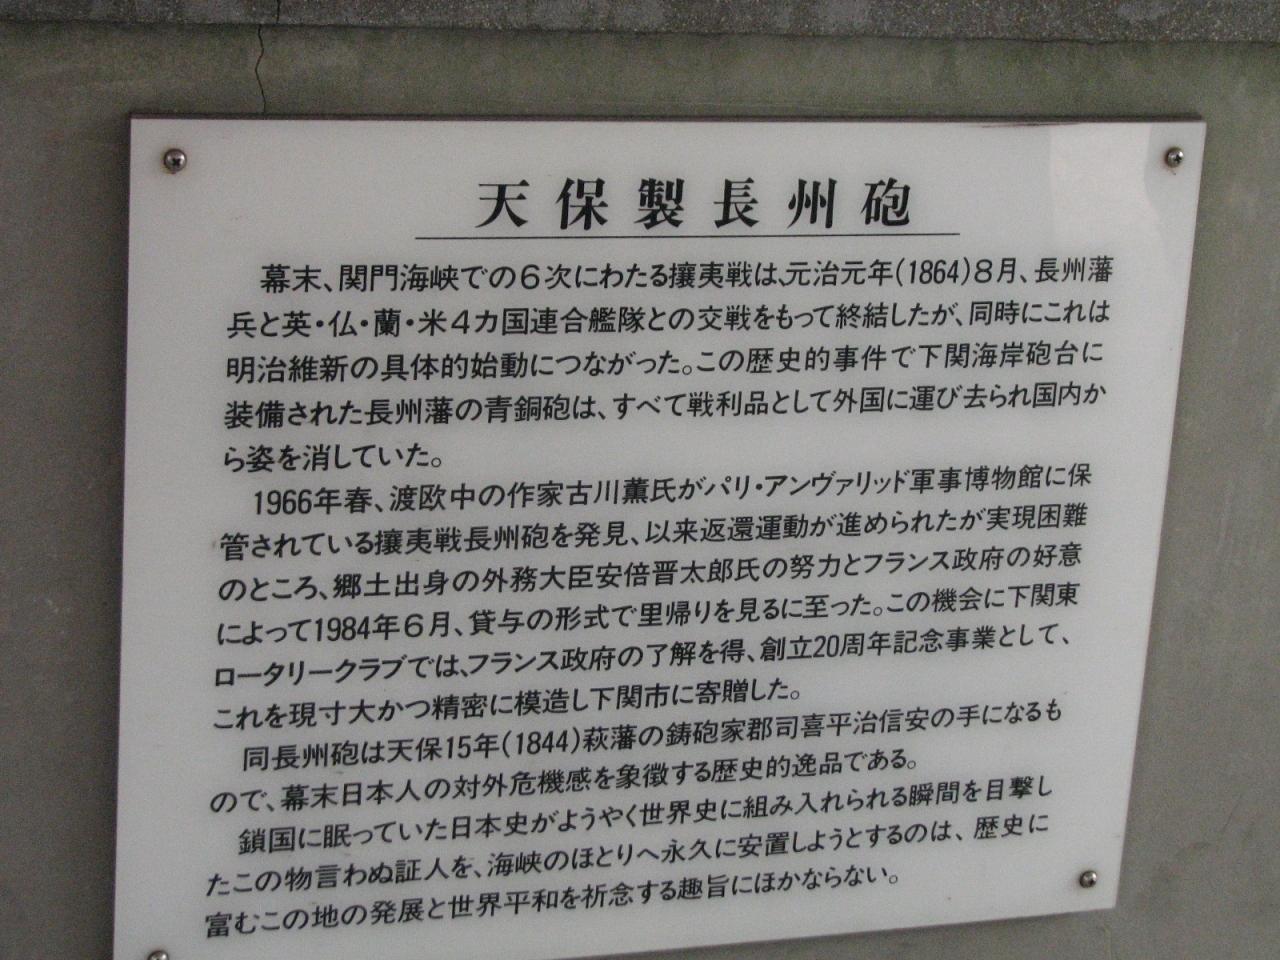 天保製長州砲
幕末、関門海峡での6次にわたる攘夷戦は、元治元年(1864)8月、長州藩
兵と英・仏・蘭・米4カ国連合艦隊との交戦をもって終結したが、同時にこれは
明治維新の具体的始動につながった。この歴史的事件で下関海岸砲台に
装備された長州藩の青銅砲は、すべて戦利品として外国に運び去られ国内か
ら姿を消していた。
1966年春、渡欧中の作家古川薫氏がパリ・アンヴァリッド軍事博物館に保
管されている攘夷戦長州砲を発見、以来返還運動が進められたが実現困難
のところ、郷土出身の外務大臣安倍晋太郎氏の努力とフランス政府の好意
によって1984年6月、貸与の形式で里帰りを見るに至った。この機会に下関東
ロータリークラブでは、フランス政府の了解を得、創立20周年記念事業として、
これを現寸大かつ精密に模造し下関市に寄贈した。
同長州砲は天保15年(1844)萩藩の鋳砲家郡司喜平治信安の手になるも
ので、幕末日本人の対外危機感を象徴する歴史的逸品である。
鎖国に眠っていた日本史がようやく世界史に組み入れられる瞬間を目撃し
たこの物言わぬ証人を、海峡のほとりへ永久に安置しようとするのは、歴史に
富むこの地の発展と世界平和を祈念する趣旨にほかならない。